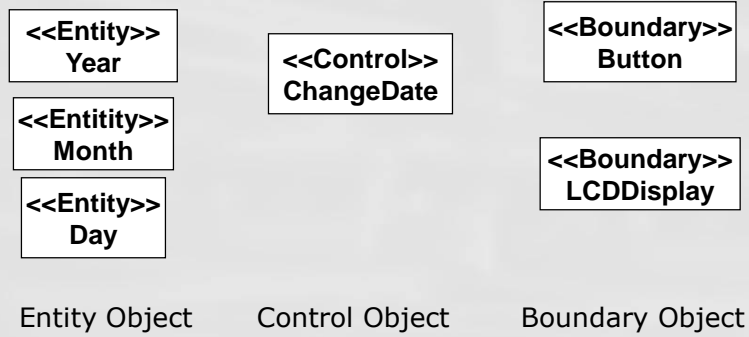 <<Entity>>
Year
<<Entitity>>
Month
<<Entity>>
Day
<<Control>>
ChangeDate
<<Boundary>>
Button
<<Boundary>>
LCDDisplay
Entity Object
Control Object
Boundary Object